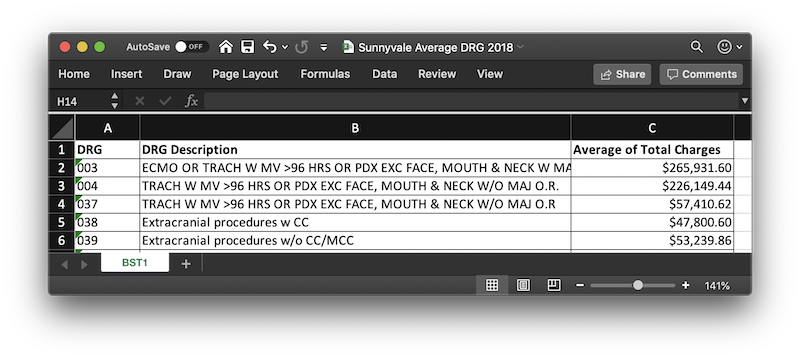 AutoSave OFF Sunnyvale Average DRG 2018
Home Insert Draw Page Layout Formulas Data Review View Share Comments
H14 fx
A B C
1 DRG DRG Description Average of Total Charges
2 003 ECMO OR TRACH W MV >96 HRS OR PDX EXC FACE, MOUTH & NECK W MA $265,931.60
3 004 TRACH W MV >96 HRS OR PDX EXC FACE, MOUTH & NECK W/O MAJ O.R. $226,149.44
4 037 TRACH W MV >96 HRS OR PDX EXC FACE, MOUTH & NECK W/O MAJ O.R $57,410.62
5 038 Extracranial procedures w CC $47,800.60
6 039 Extracranial procedures w/o CC/MCC $53,239.86
BST1 +
- + 141%